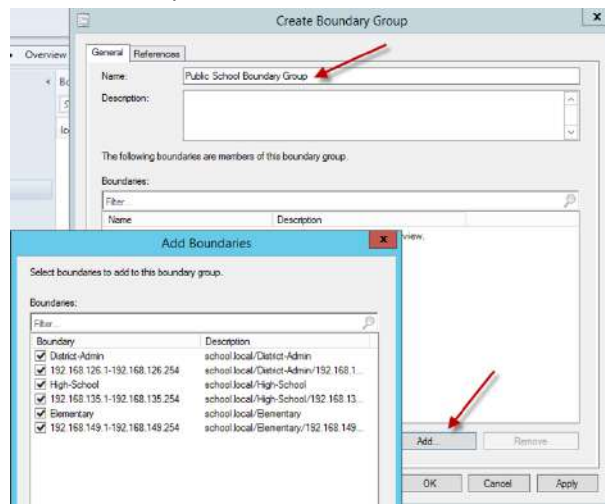 Create Boundary Group
x
Overview
General References
Name: Public School Boundary Group
Description:
The following boundaries are members of this boundary group.
Boundaries:
Filter...
Name Description
view.
Add... Remove
OK Cancel Apply
Add Boundaries
x
Select boundaries to add to this boundary group.
Boundaries:
Filter...
Boundary Description
District-Admin school.local/District-Admin
192.168.126.1-192.168.126.254 school.local/District-Admin/192.168.1...
High-School school.local/High-School
192.168.135.1-192.168.135.254 school.local/High-School/192.168.13...
Elementary school.local/Elementary
192.168.149.1-192.168.149.254 school.local/Elementary/192.168.149...